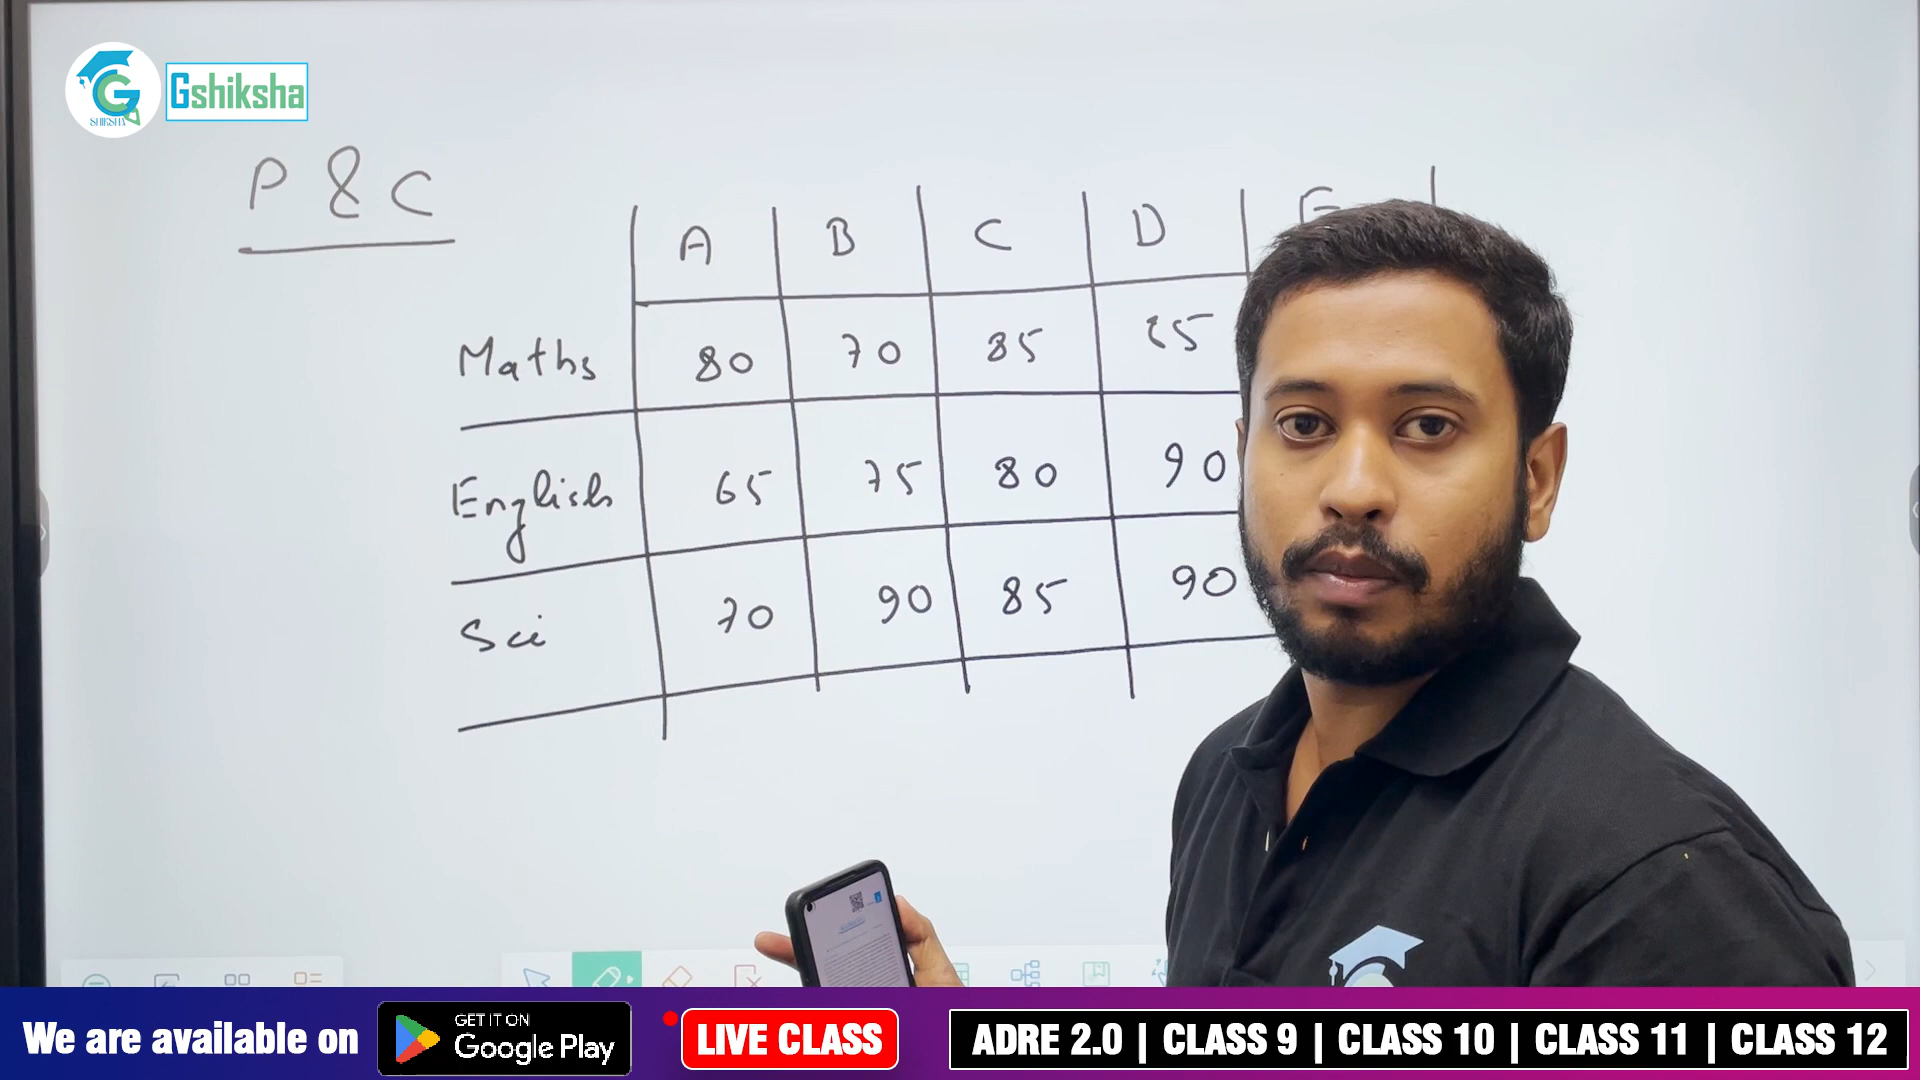 G
SHIKSHA
Gshiksha
P & C
A B C D E
Maths 80 70 85 85
English 65 75 80 90
Sci 70 90 85 90
We are available on
GET IT ON
Google Play
LIVE CLASS
ADRE 2.0 | CLASS 9 | CLASS 10 | CLASS 11 | CLASS 12